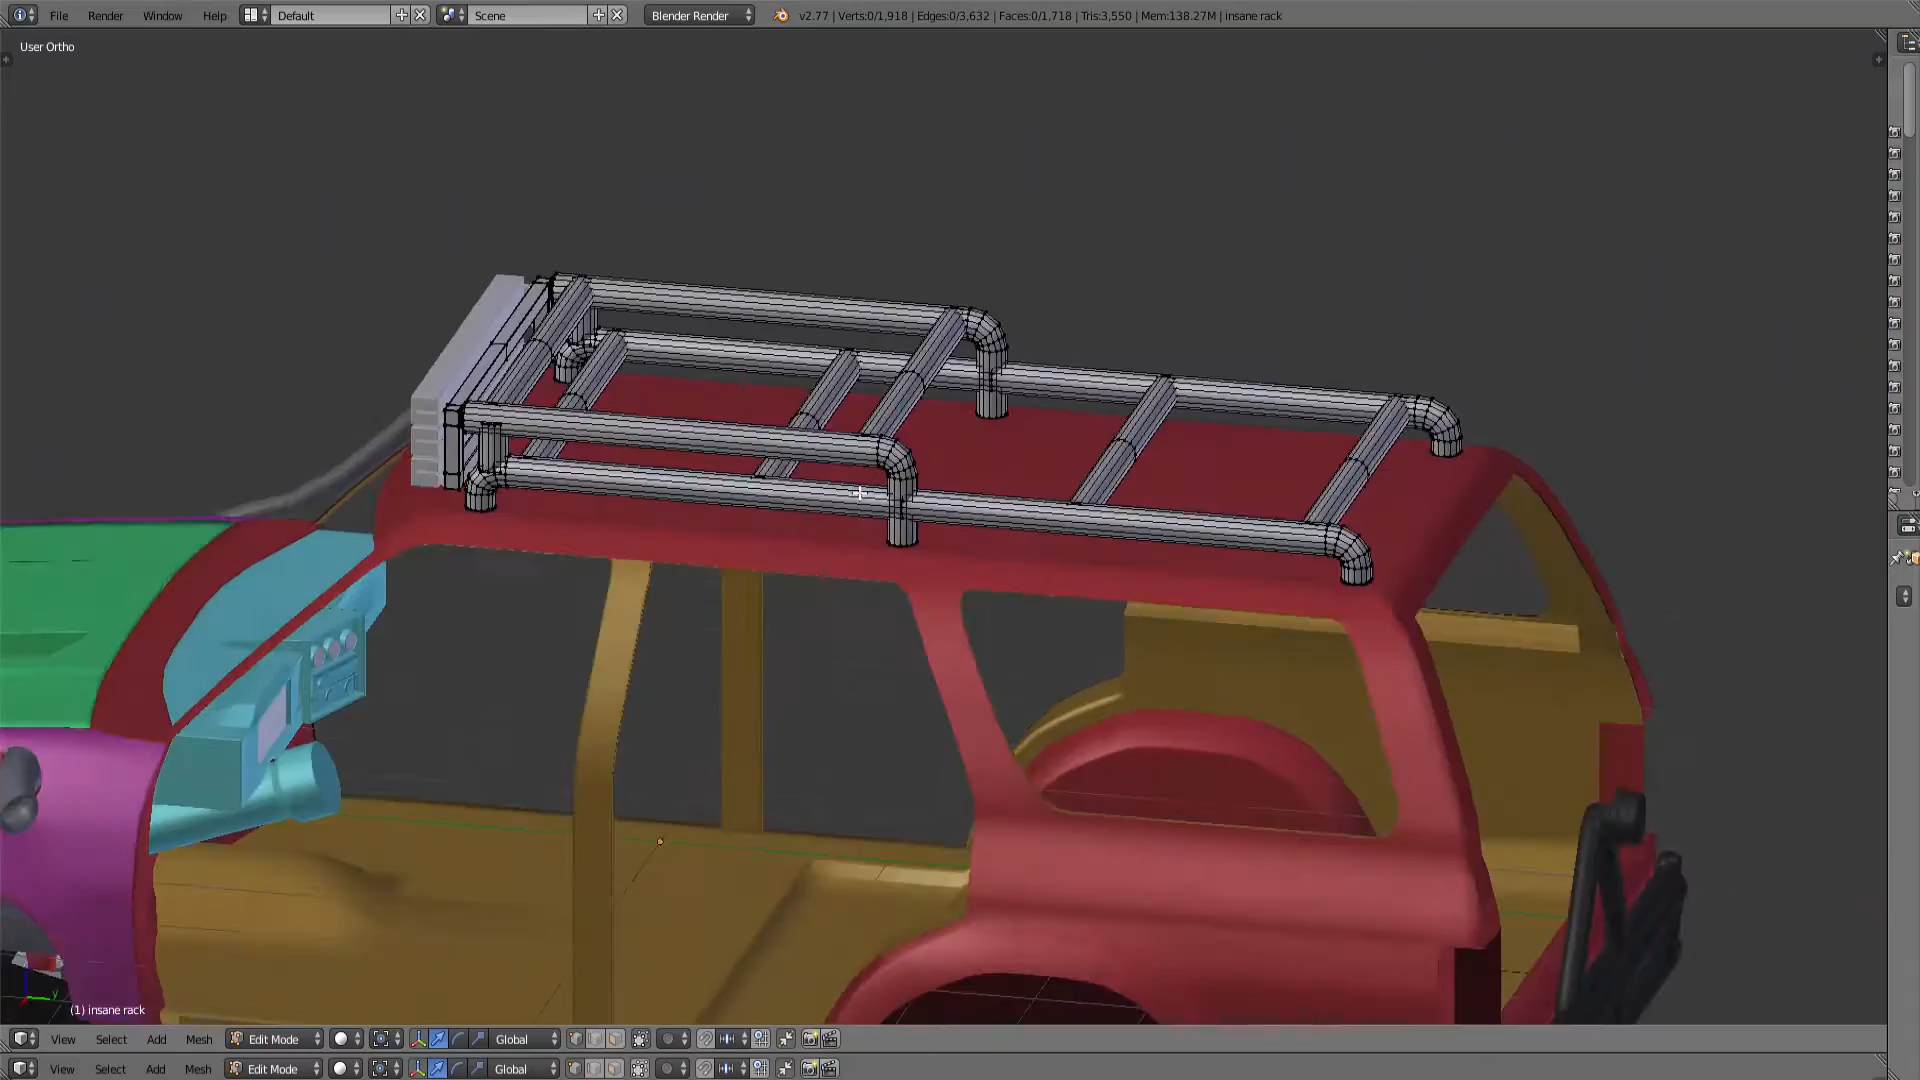 File Render Window Help Default Scene Blender Render v2.77 | Verts:0/1,918 | Edges:0/3,632 | Faces:0/1,718 | Tris:3,550 | Mem:138.27M | insane rack
User Ortho
y
(1) insane rack
View Select Add Mesh Edit Mode Global
View Select Add Mesh Edit Mode Global